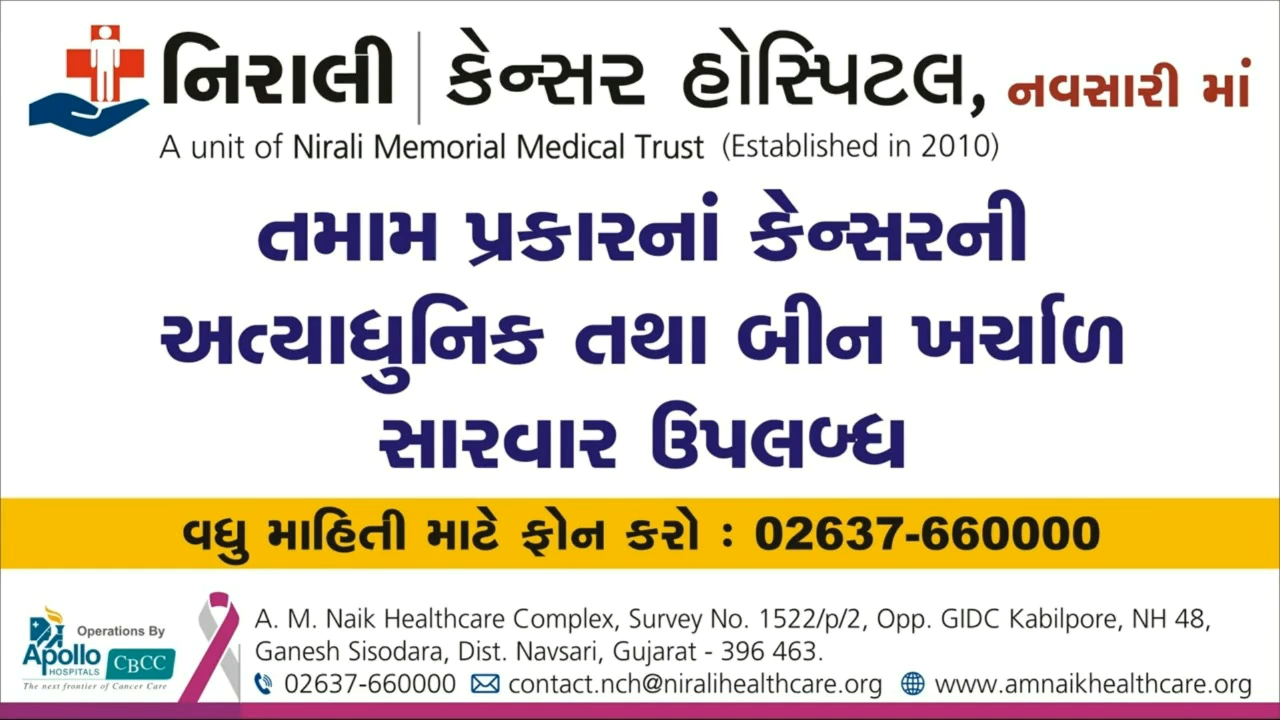 નિરાલી | કેન્સર હોસ્પિટલ, નવસારી માં
A unit of Nirali Memorial Medical Trust (Established in 2010)
તમામ પ્રકારનાં કેન્સરની
અત્યાધુનિક તથા બીન ખર્ચાળ
સારવાર ઉપલબ્ધ
વધુ માહિતી માટે ફોન કરો : 02637-660000
Operations By
Apollo HOSPITALS CBCC
The next frontier of Cancer Care
A. M. Naik Healthcare Complex, Survey No. 1522/p/2, Opp. GIDC Kabilpore, NH 48,
Ganesh Sisodara, Dist. Navsari, Gujarat - 396 463.
02637-660000 contact.nch@niralihealthcare.org www.amnaikhealthcare.org